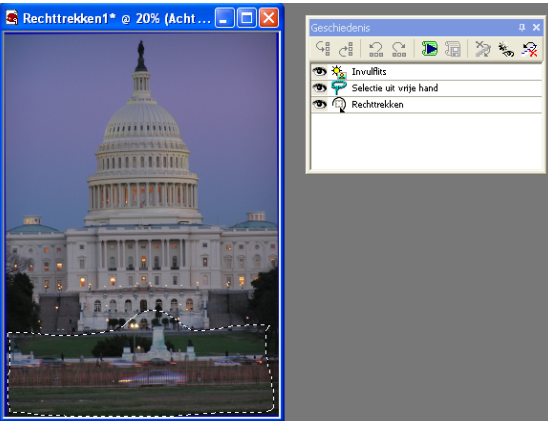 Rechttrekken1* @ 20% (Acht...
Geschiedenis
Invulflits
Selectie uit vrije hand
Rechttrekken